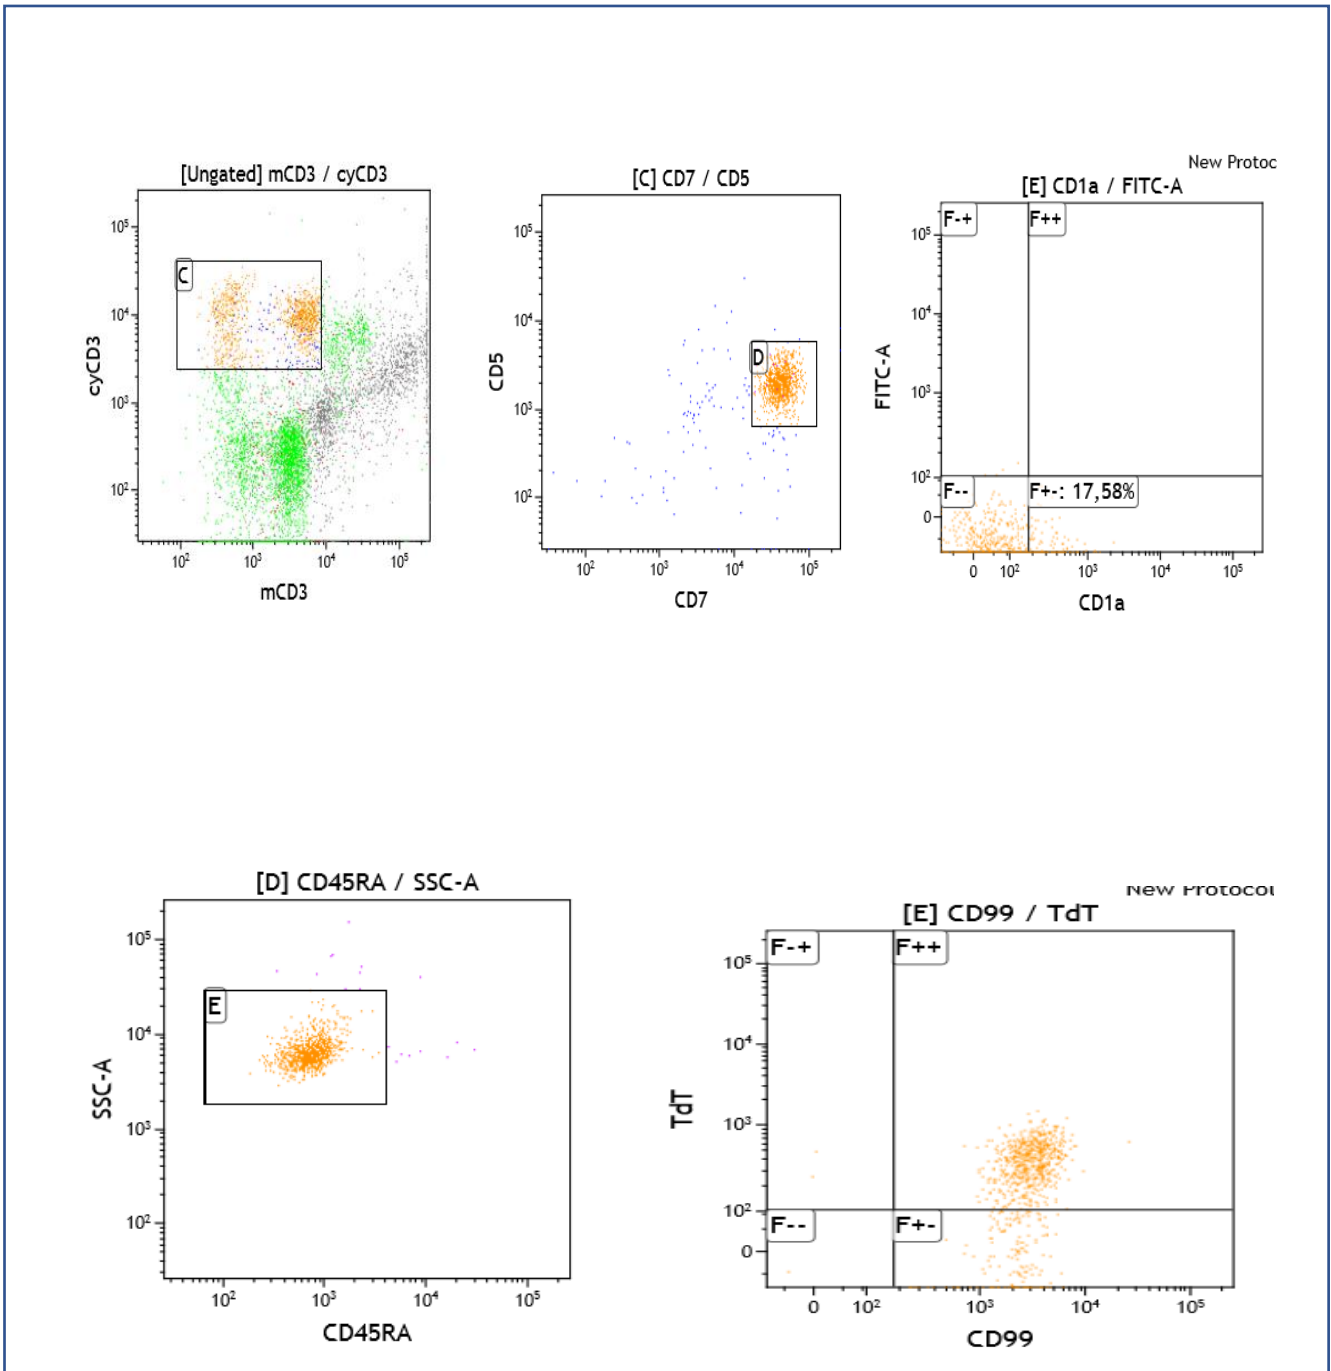 New Protoc
[Ungated] mCD3 / cyCD3
[C] CD7 / CD5
[E] CD1a / FITC-A
C
10⁵
10⁴
10³
10²
cyCD3
10² 10³ 10⁴ 10⁵
mCD3
D
10⁵
10⁴
10³
10²
CD5
10² 10³ 10⁴ 10⁵
CD7
F-+
F++
F--
F+-: 17,58%
10⁵
10⁴
10³
10²
0
FITC-A
0 10² 10³ 10⁴ 10⁵
CD1a
[D] CD45RA / SSC-A
E
10⁵
10⁴
10³
10²
SSC-A
10² 10³ 10⁴ 10⁵
CD45RA
New Protocol
[E] CD99 / TdT
F-+
F++
F--
F+-
10⁵
10⁴
10³
10²
0
TdT
0 10² 10³ 10⁴ 10⁵
CD99